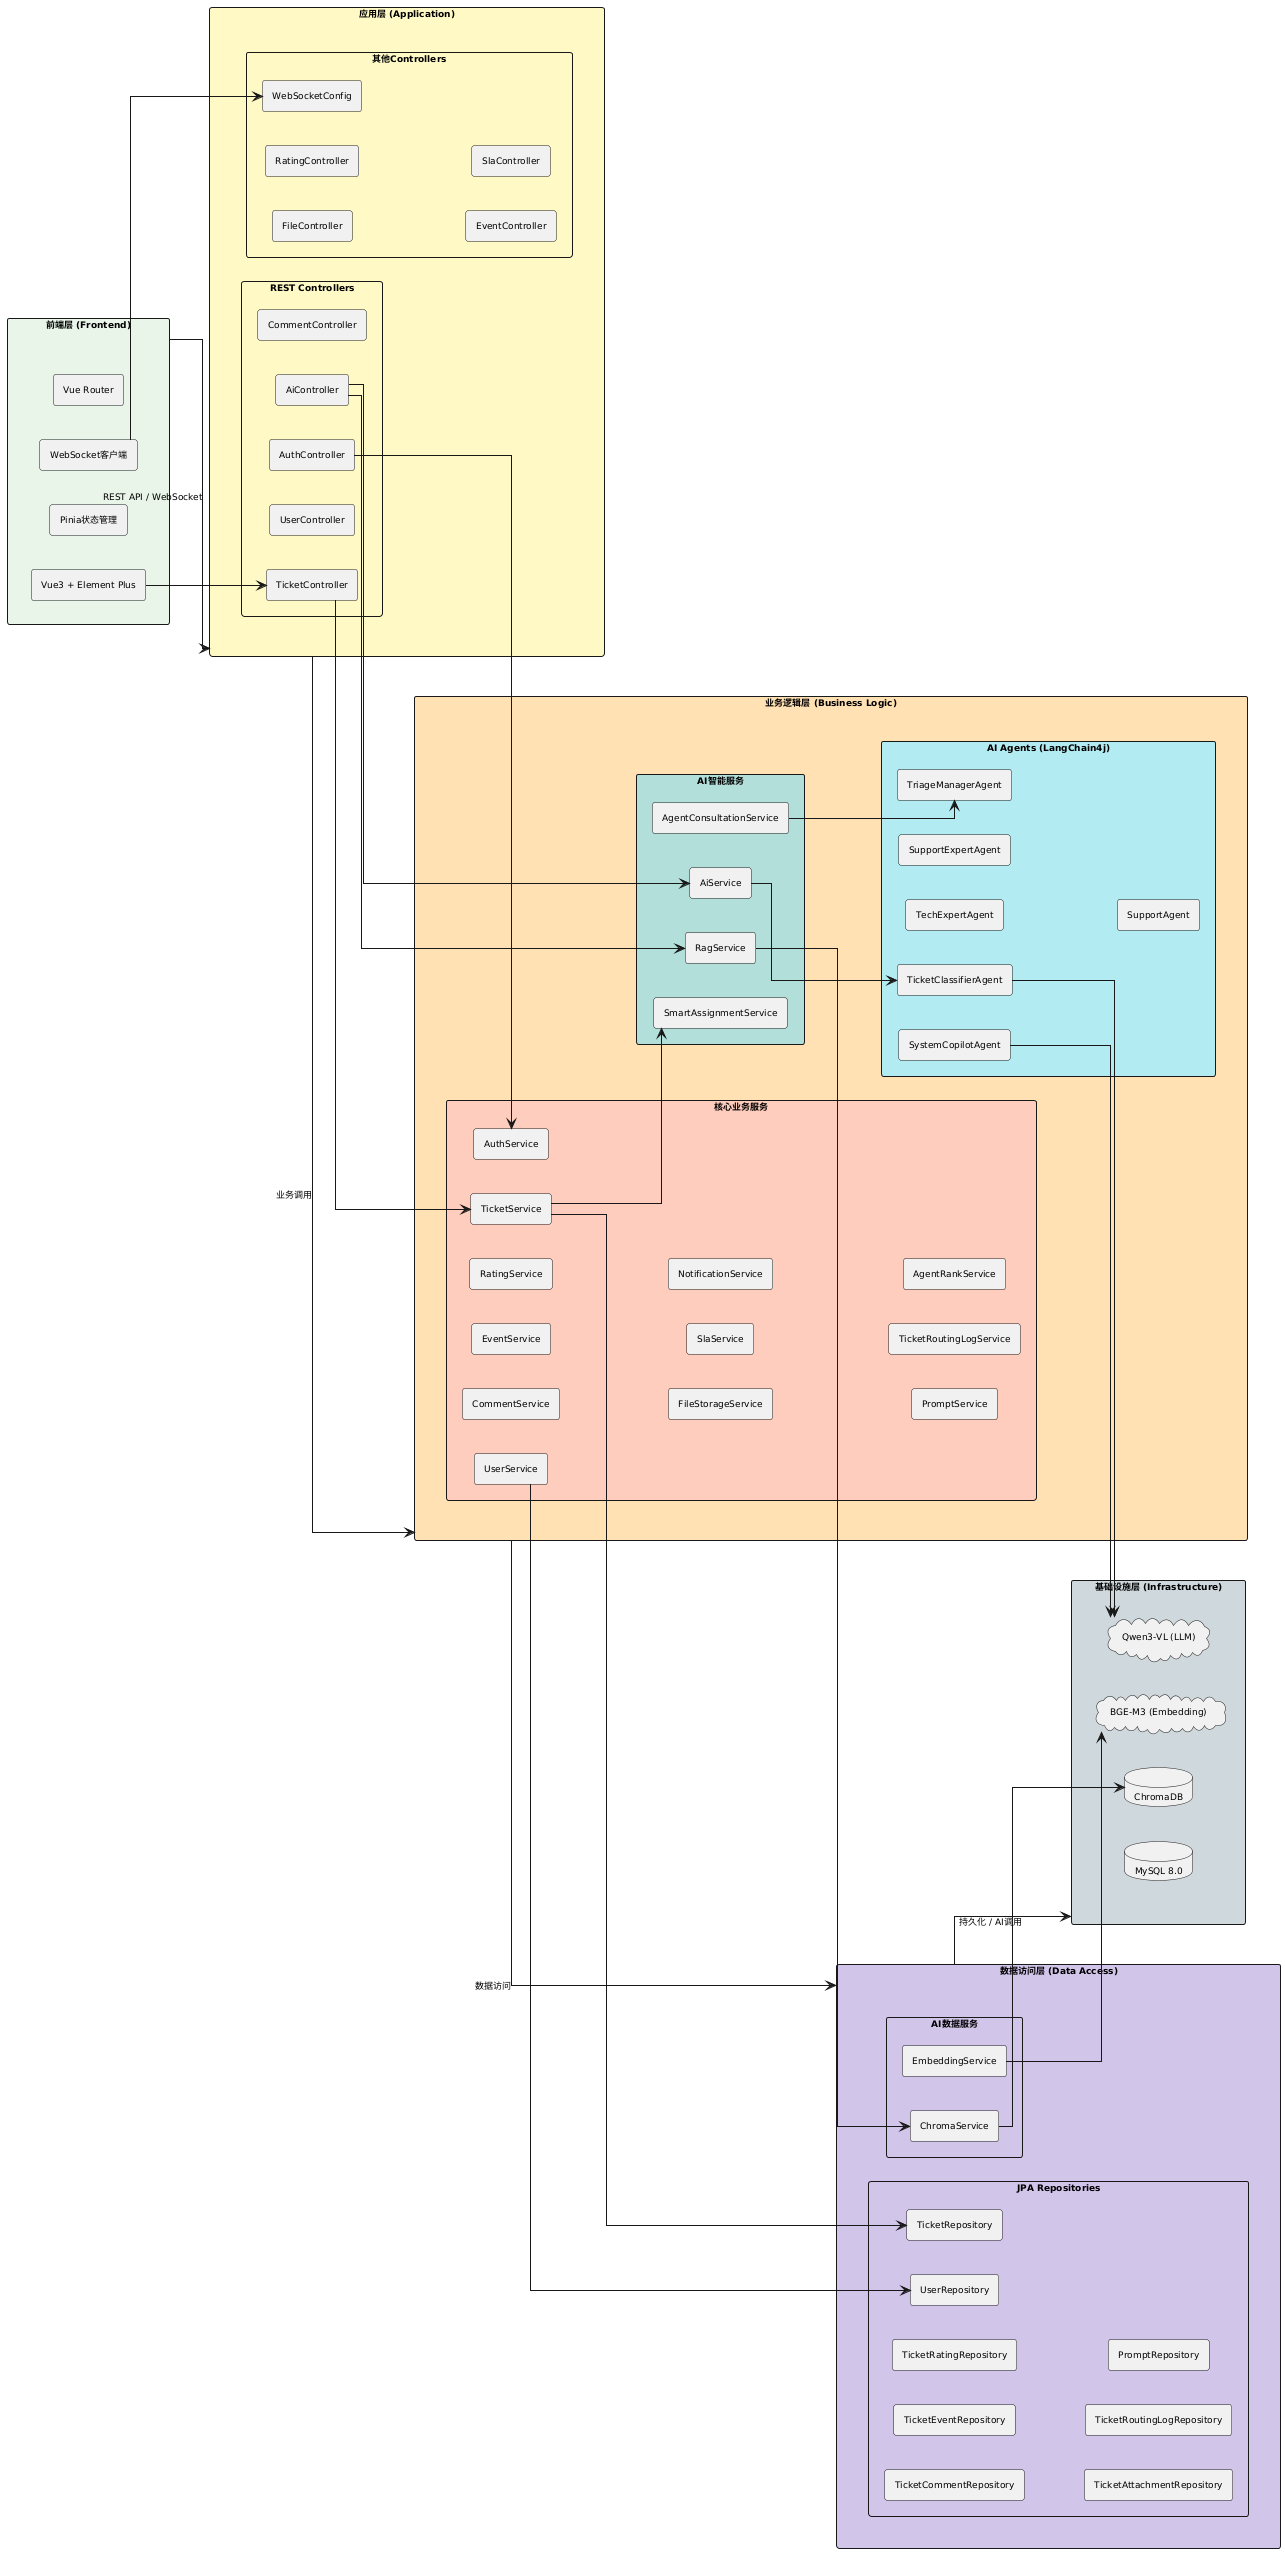 应用层 (Application)
其他Controllers
WebSocketConfig
RatingController
SlaController
FileController
EventController
REST Controllers
CommentController
AiController
AuthController
UserController
TicketController
前端层 (Frontend)
Vue Router
WebSocket客户端
REST API / WebSocket
Pinia状态管理
Vue3 + Element Plus
业务逻辑层 (Business Logic)
AI智能服务
AgentConsultationService
AiService
RagService
SmartAssignmentService
AI Agents (LangChain4j)
TriageManagerAgent
SupportExpertAgent
TechExpertAgent
SupportAgent
TicketClassifierAgent
SystemCopilotAgent
核心业务服务
AuthService
业务调用
TicketService
RatingService
NotificationService
AgentRankService
EventService
SlaService
TicketRoutingLogService
CommentService
FileStorageService
PromptService
UserService
基础设施层 (Infrastructure)
Qwen3-VL (LLM)
BGE-M3 (Embedding)
ChromaDB
MySQL 8.0
持久化 / AI调用
数据访问
数据访问层 (Data Access)
AI数据服务
EmbeddingService
ChromaService
JPA Repositories
TicketRepository
UserRepository
TicketRatingRepository
PromptRepository
TicketEventRepository
TicketRoutingLogRepository
TicketCommentRepository
TicketAttachmentRepository